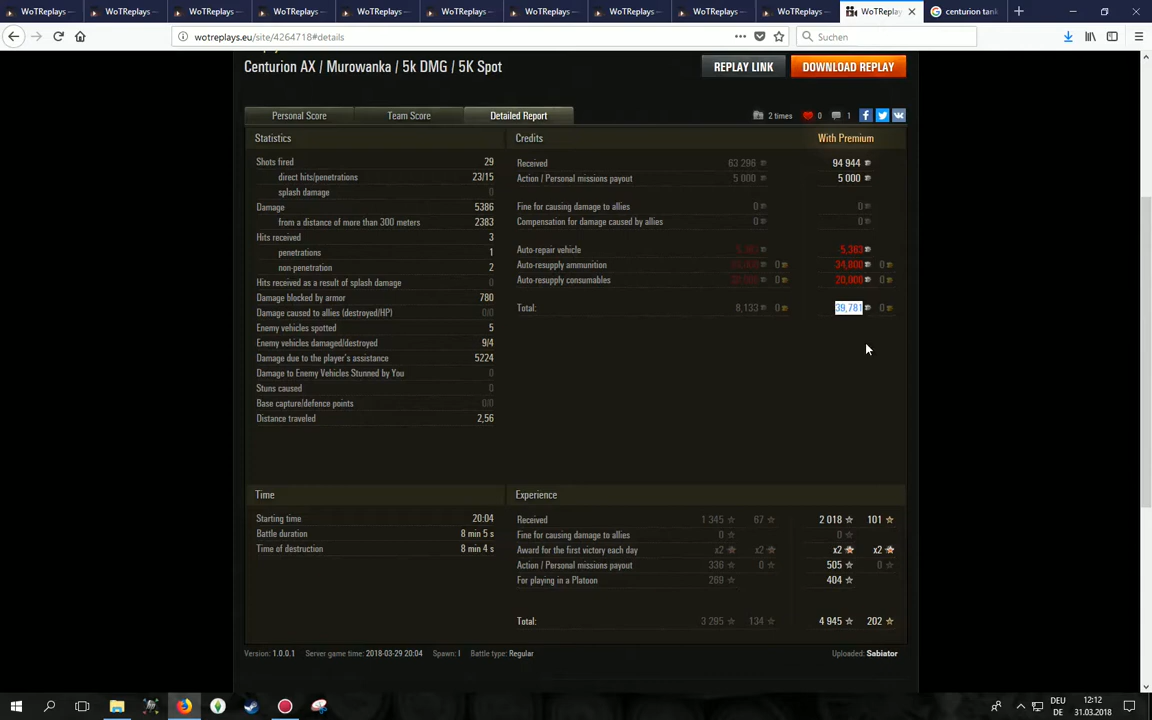 WoTReplays WoTReplays WoTReplays WoTReplays WoTReplays WoTReplays WoTReplays WoTReplays WoTReplays WoTReplay centurion tank
wotreplays.eu/site/4264718#details Suchen
Centurion AX / Murowanka / 5k DMG / 5K Spot REPLAY LINK DOWNLOAD REPLAY
Personal Score Team Score Detailed Report 2 times 0 1
Statistics Credits With Premium
Shots fired 29 Received 63 296 94 944
direct hits/penetrations 23/15 Action / Personal missions payout 5 000 5 000
splash damage 0
Damage 5386 Fine for causing damage to allies 0 0
from a distance of more than 300 meters 2383 Compensation for damage caused by allies 0 0
Hits received 3
penetrations 1 Auto-repair vehicle 5,363
non-penetration 2 Auto-resupply ammunition 0 34,800 0
Hits received as a result of splash damage 0 Auto-resupply consumables 0 20,000 0
Damage blocked by armor 780
Damage caused to allies (destroyed/HP) 0/0 Total: 8,133 0 39,781 0
Enemy vehicles spotted 5
Enemy vehicles damaged/destroyed 9/4
Damage due to the player's assistance 5224
Damage to Enemy Vehicles Stunned by You 0
Stuns caused 0
Base capture/defence points 0/0
Distance traveled 2,56
Time Experience
Starting time 20:04 Received 1 345 67 2 018 101
Battle duration 8 min 5 s Fine for causing damage to allies 0 0
Time of destruction 8 min 4 s Award for the first victory each day x2 x2 x2 x2
Action / Personal missions payout 336 0 505 0
For playing in a Platoon 269 404
Total: 3 295 134 4 945 202
Version: 1.0.0.1 Server game time: 2018-03-29 20:04 Spawn: I Battle type: Regular Uploaded: Sabiator
DEU 12:12
DE 31.03.2018